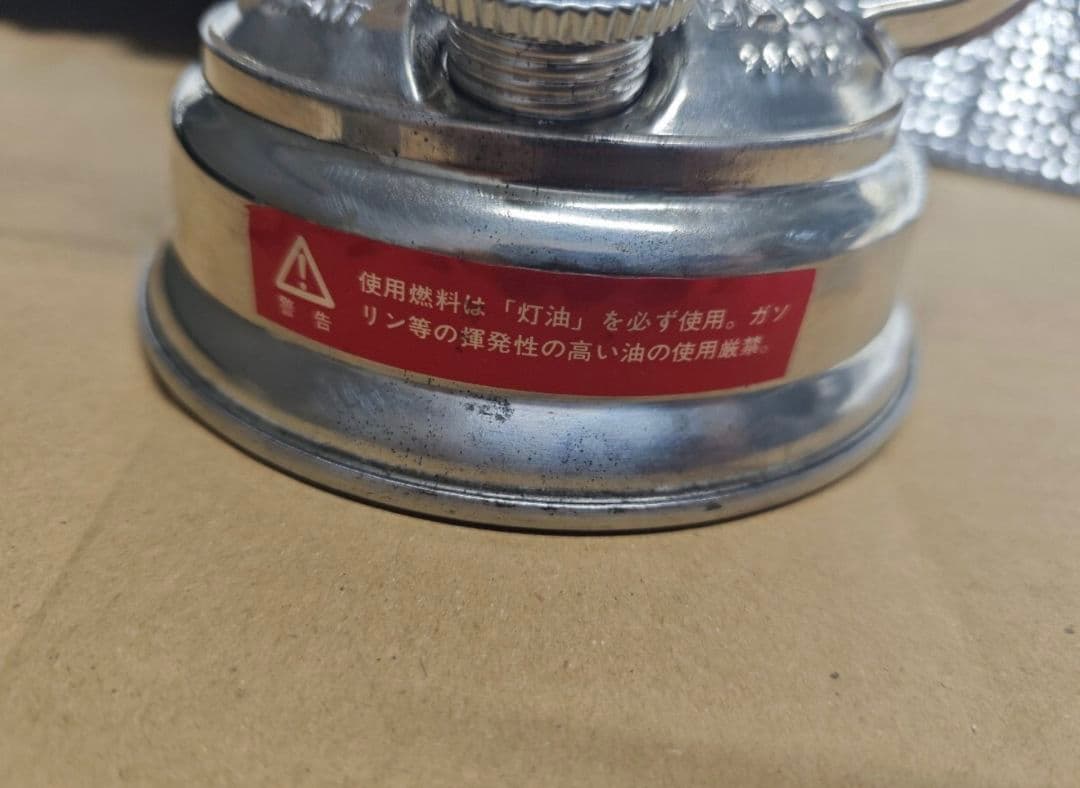 警告
使用燃料は「灯油」を必ず使用。ガソ
リン等の揮発性の高い油の使用厳禁。